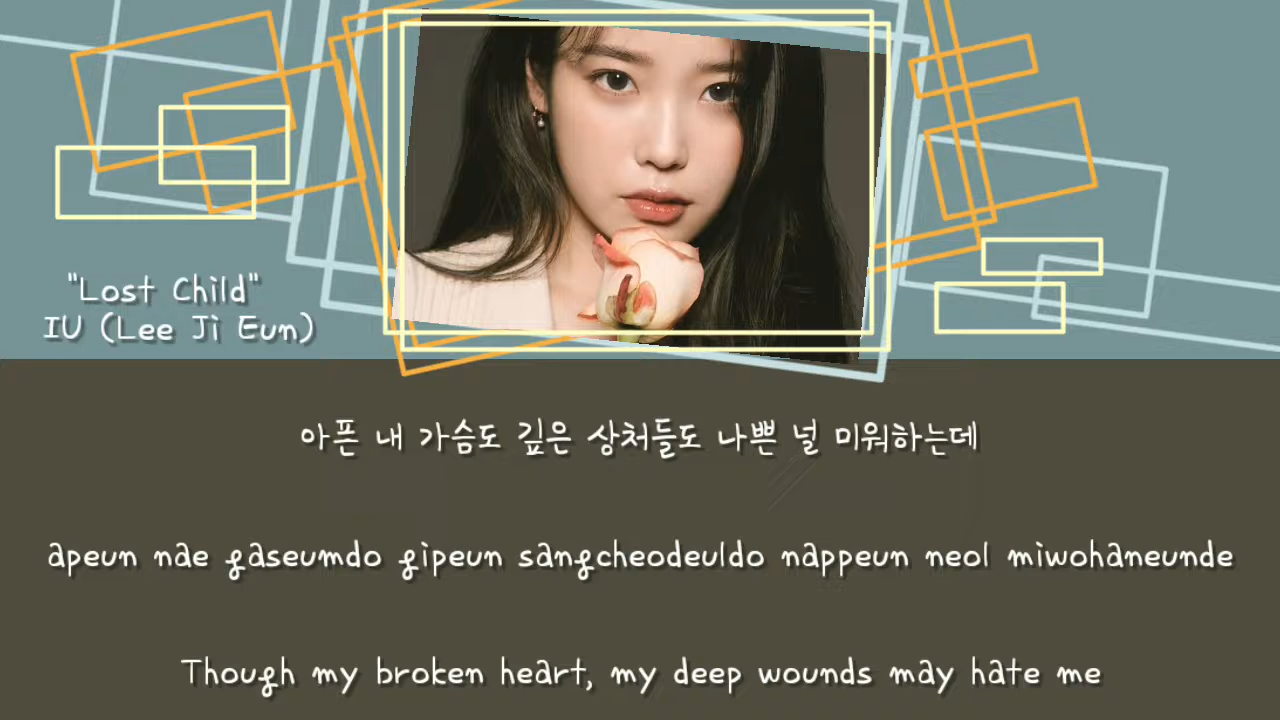 "Lost Child"
IU (Lee Ji Eun)
아픈 내 가슴도 깊은 상처들도 나쁜 널 미워하는데
apeun nae gaseumdo gipeun sangcheodeuldo nappeun neol miwohaneunde
Though my broken heart, my deep wounds may hate me